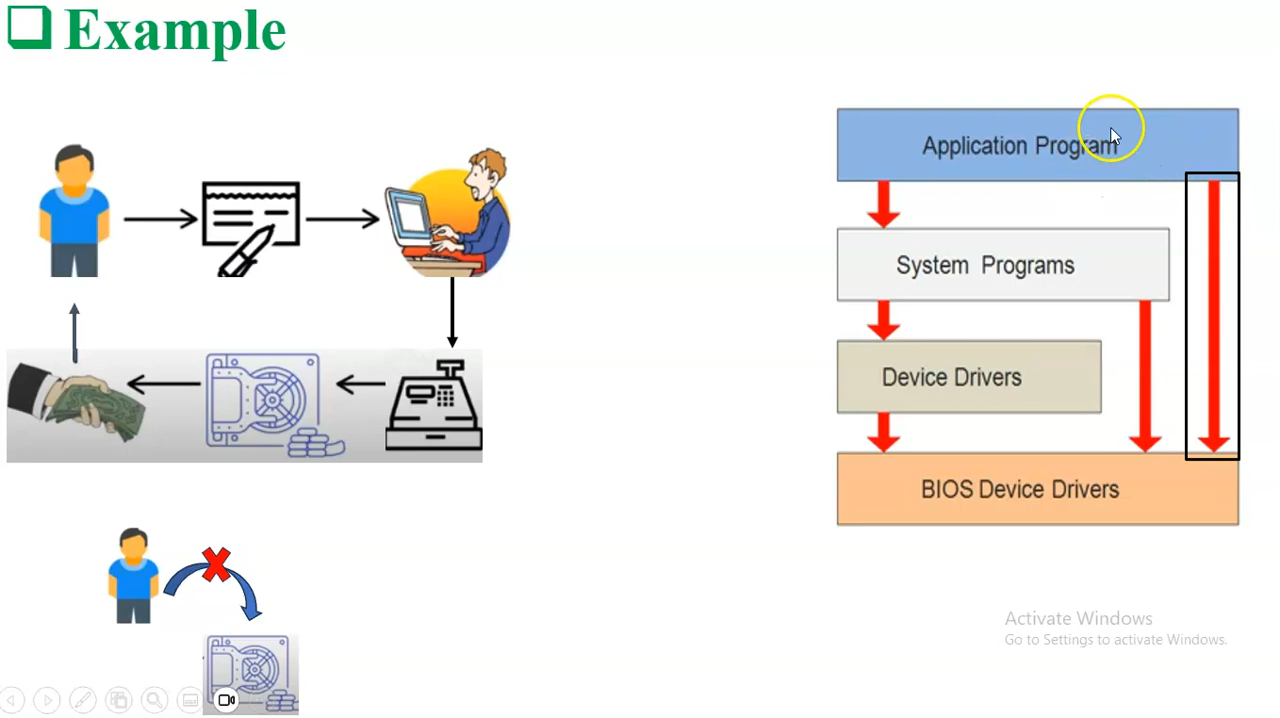 Example
Application Program
System Programs
Device Drivers
BIOS Device Drivers
Activate Windows
Go to Settings to activate Windows.